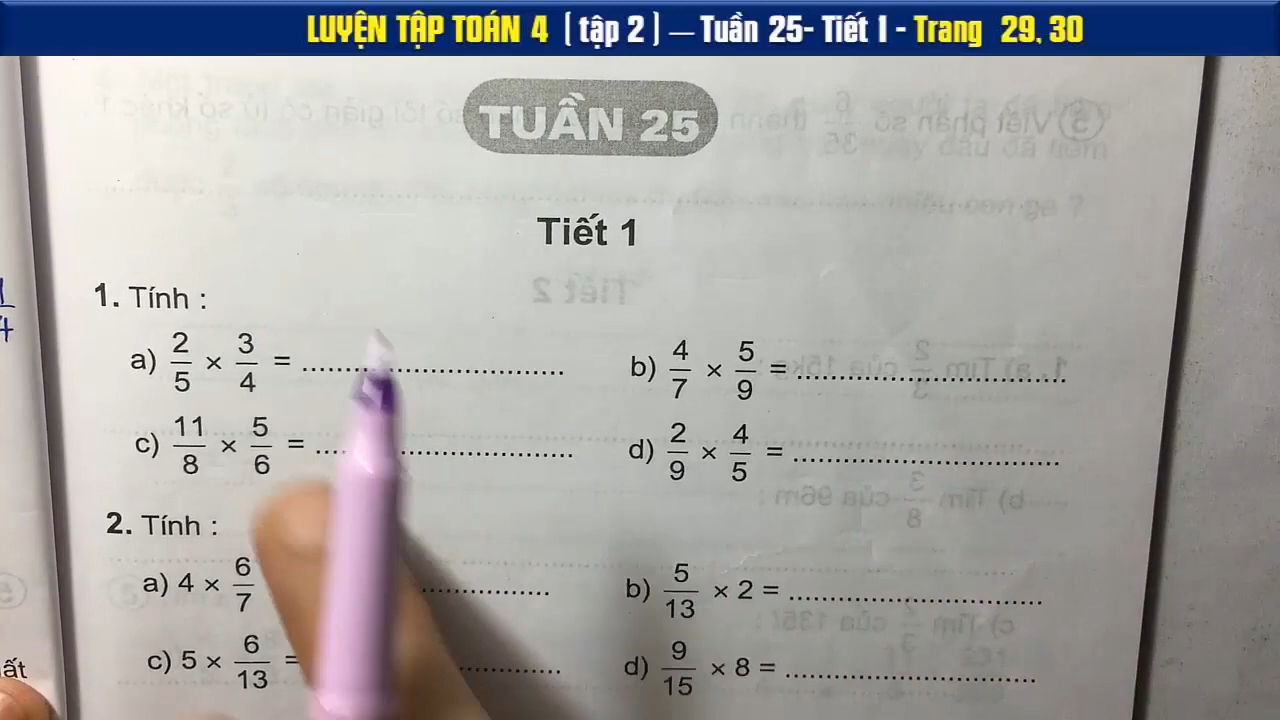 LUYỆN TẬP TOÁN 4 ( tập 2 ) — Tuần 25- Tiết 1 - Trang 29, 30
TUẦN 25
Tiết 1
1. Tính :
a) 2/5 × 3/4 = .............................. b) 4/7 × 5/9 = ..............................
c) 11/8 × 5/6 = .............................. d) 2/9 × 4/5 = ..............................
2. Tính :
a) 4 × 6/7 .............. b) 5/13 × 2 = ..............................
c) 5 × 6/13 = .............. d) 9/15 × 8 = ..............................
ất